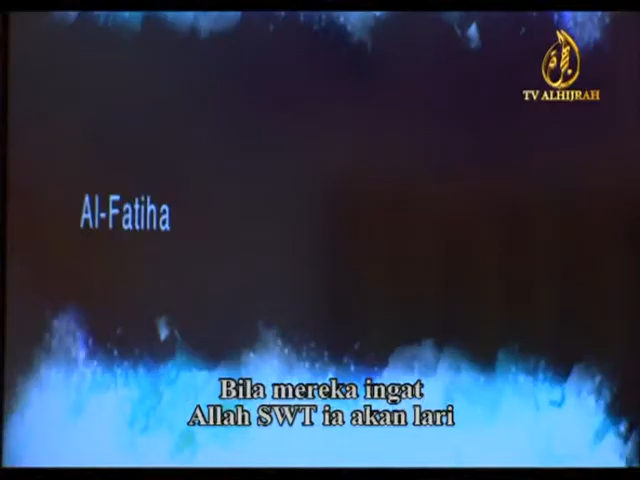 TV ALHIJRAH
Al-Fatiha
Bila mereka ingat
Allah SWT ia akan lari